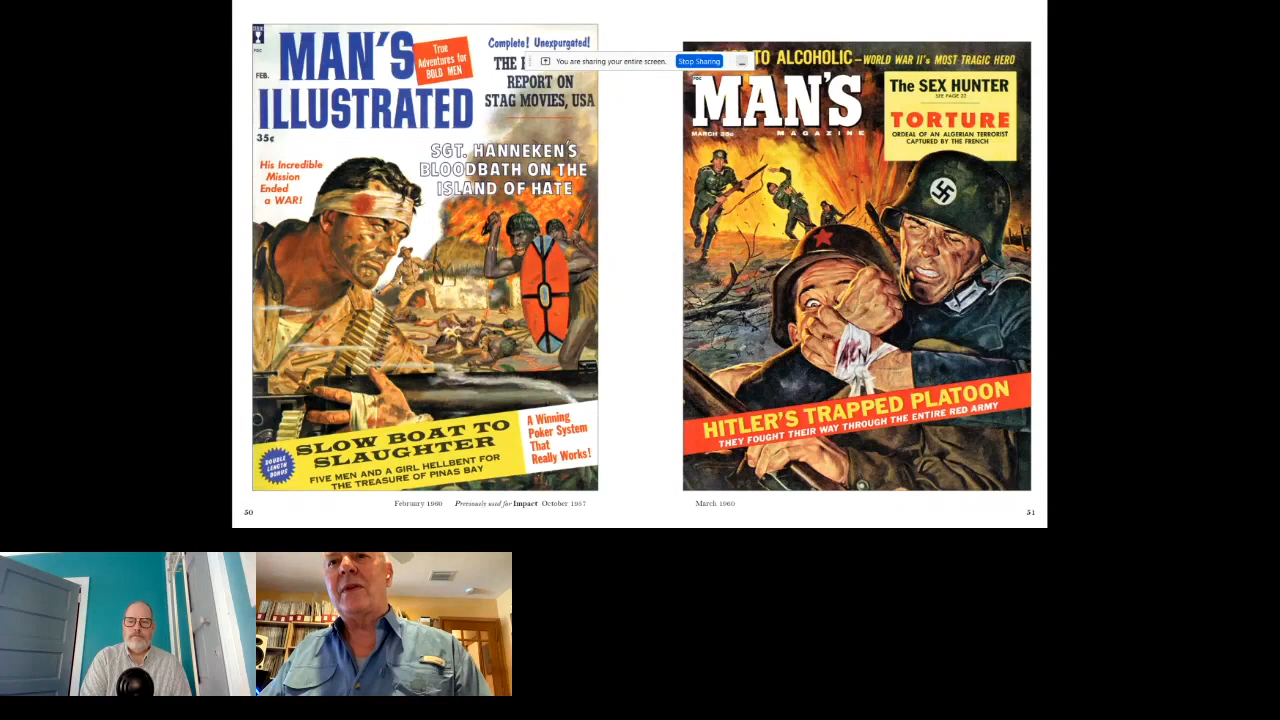 MAN'S
ILLUSTRATED
FEB.
35¢
True
Adventures for
BOLD MEN
Complete! Unexpurgated!
THE
REPORT ON
STAG MOVIES, USA
SGT. HANNEKEN'S
BLOODBATH ON THE
ISLAND OF HATE
His Incredible
Mission
Ended
a WAR!
DOUBLE
LENGTH
BONUS
SLOW BOAT TO
SLAUGHTER
FIVE MEN AND A GIRL HELLBENT FOR
THE TREASURE OF PINAS BAY
A Winning
Poker System
That
Really Works!
February 1960 Previously used for Impact October 1957
50
You are sharing your entire screen. Stop Sharing
TO ALCOHOLIC—WORLD WAR II's MOST TRAGIC HERO
MAN'S
MARCH 35c MAGAZINE
The SEX HUNTER
SEE PAGE 22
TORTURE
ORDEAL OF AN ALGERIAN TERRORIST
CAPTURED BY THE FRENCH
HITLER'S TRAPPED PLATOON
THEY FOUGHT THEIR WAY THROUGH THE ENTIRE RED ARMY
March 1960
51